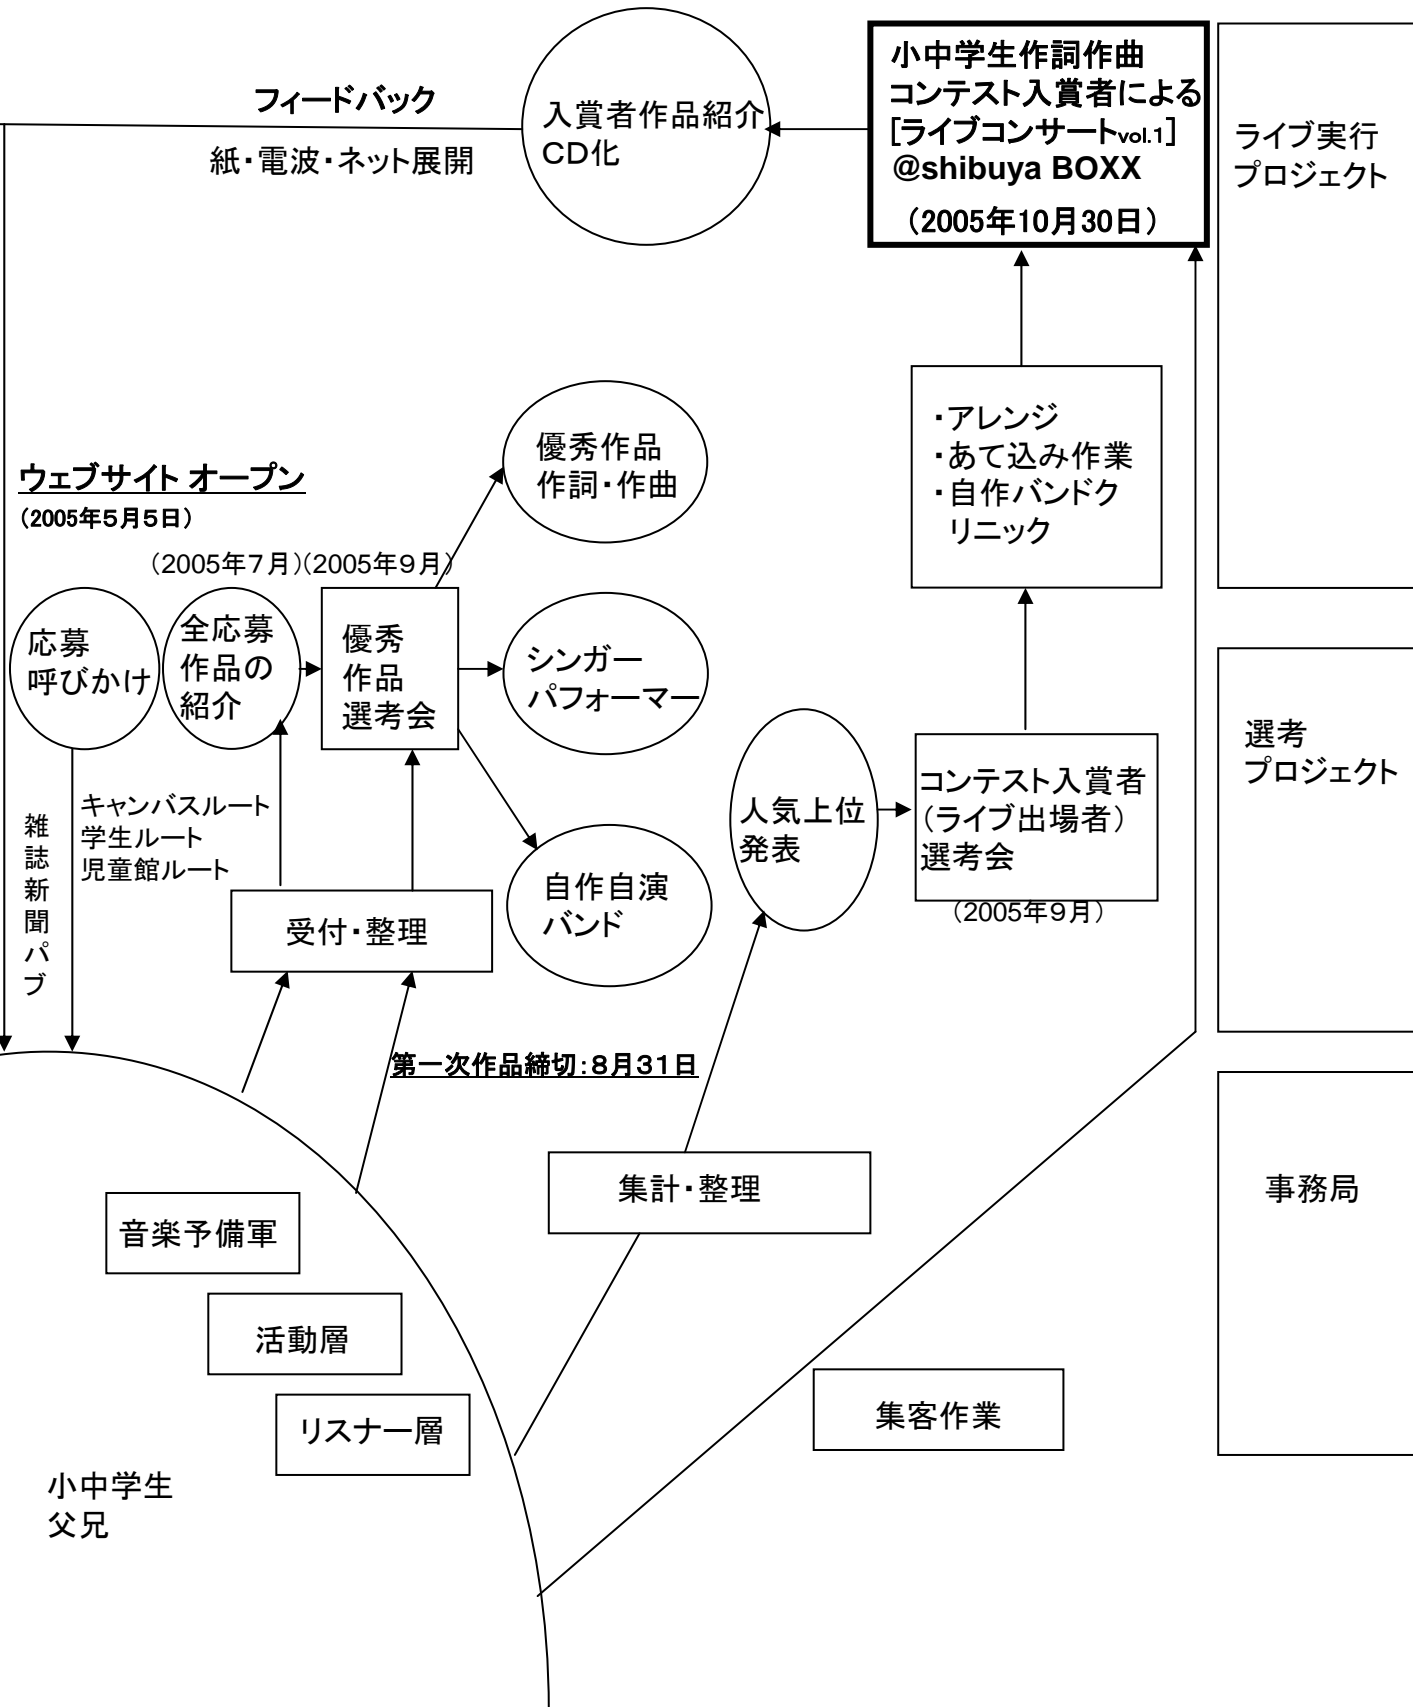 小中学生作詞作曲
コンテスト入賞者による
[ライブコンサートvol.1]
@shibuya BOXX
（2005年10月30日）
ライブ実行
プロジェクト
フィードバック
紙・電波・ネット展開
入賞者作品紹介
CD化
・アレンジ
・あて込み作業
・自作バンドク
リニック
優秀作品
作詞・作曲
ウェブサイト オープン
（2005年5月5日）
（2005年７月）（2005年９月）
応募
呼びかけ
全応募
作品の
紹介
優秀
作品
選考会
シンガー
パフォーマー
選考
プロジェクト
コンテスト入賞者
（ライブ出場者）
選考会
（2005年９月）
人気上位
発表
キャンバスルート
学生ルート
児童館ルート
雑誌新聞パブ
自作自演
バンド
受付・整理
第一次作品締切：８月３１日
集計・整理
事務局
音楽予備軍
活動層
リスナー層
集客作業
小中学生
父兄